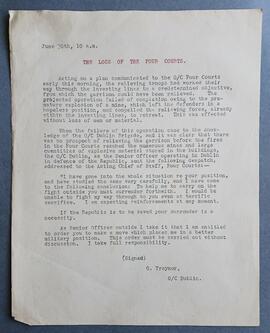 June 30th, 10 a.m.
THE LOSS OF THE FOUR COURTS.
Acting on a plan communicated to the O/C Four Courts
early this morning, the relieving troops had worked their
way through the investing lines to a predetermined objective,
from which the garrison could have been relieved. The
projected operation failed of completion owing to the pre-
mature explosion of a mine, which left the defenders in a
hopeless position, and compelled the relieving force, already
within the investing lines, to retreat. This was effected
without loss of men or material.
When the failure of this operation came to the know-
ledge of the O/C Dublin Brigade, and it was clear that there
was no prospect of relieving the garrison before the fires
in the Four Courts reached the numerous mines and large
quantities of explosive material stored in the building,
the O/C Dublin, as the Senior Officer operating in Dublin
in defence of the Republic, sent the following despatch,
addressed to the Garrison of the Four Courts.
"I have gone into the whole situation re your position,
and have studied the same very carefully, and I have come
to the following conclusion: To help me to carry on the
fight outside you must surrender forthwith. I would be
unable to fight my way through to you even at terrific
sacrifice. I am expecting reinforcements at any moment.
If the Republic is to be saved your surrender is a
necessity.
As Senior Officer outside I take it that I am entitled
to order you to make a move which places me in a better
military position. This order must be carried out without
discussion. I take full responsibility.
(Signed)
O. Traynor,
O/C Dublin.